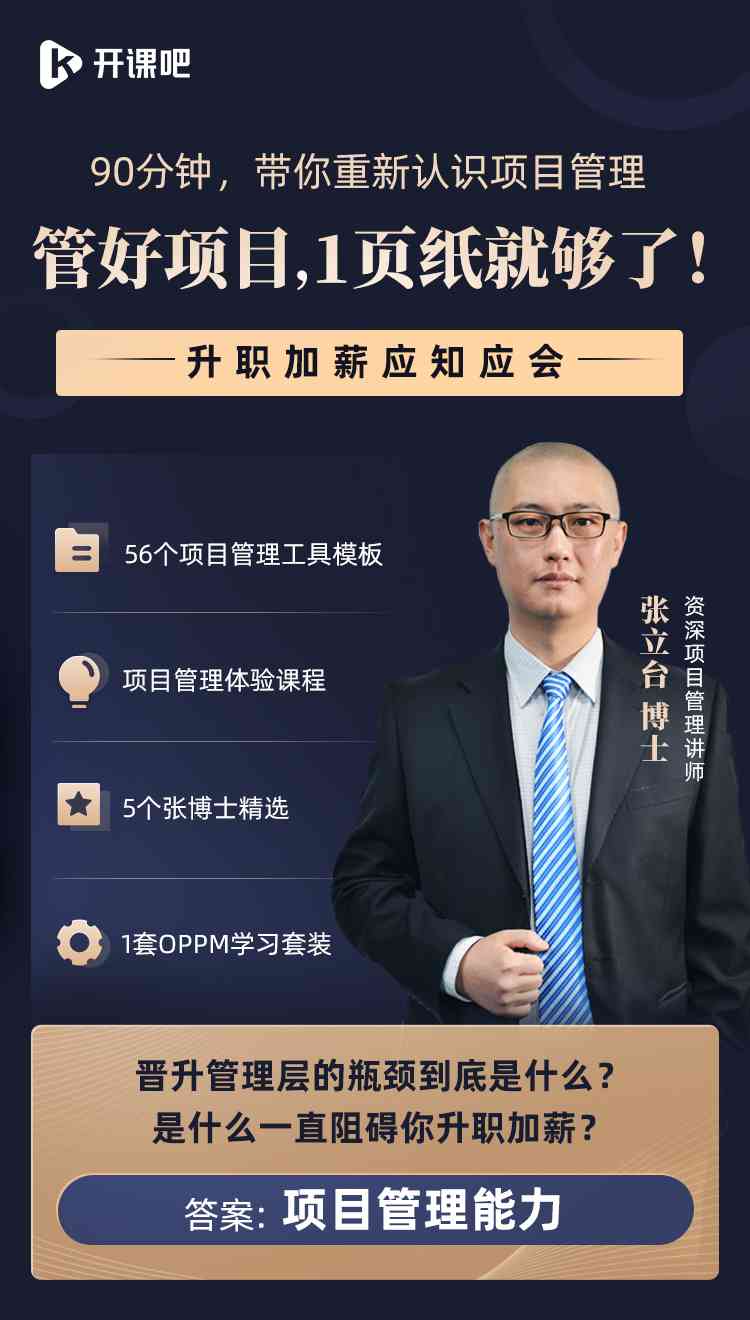 开课吧
90分钟，带你重新认识项目管理
管好项目,1页纸就够了！
升职加薪应知应会
56个项目管理工具模板
项目管理体验课程
5个张博士精选
1套OPPM学习套装
张立台 博士
资深项目管理讲师
晋升管理层的瓶颈到底是什么？
是什么一直阻碍你升职加薪？
答案: 项目管理能力